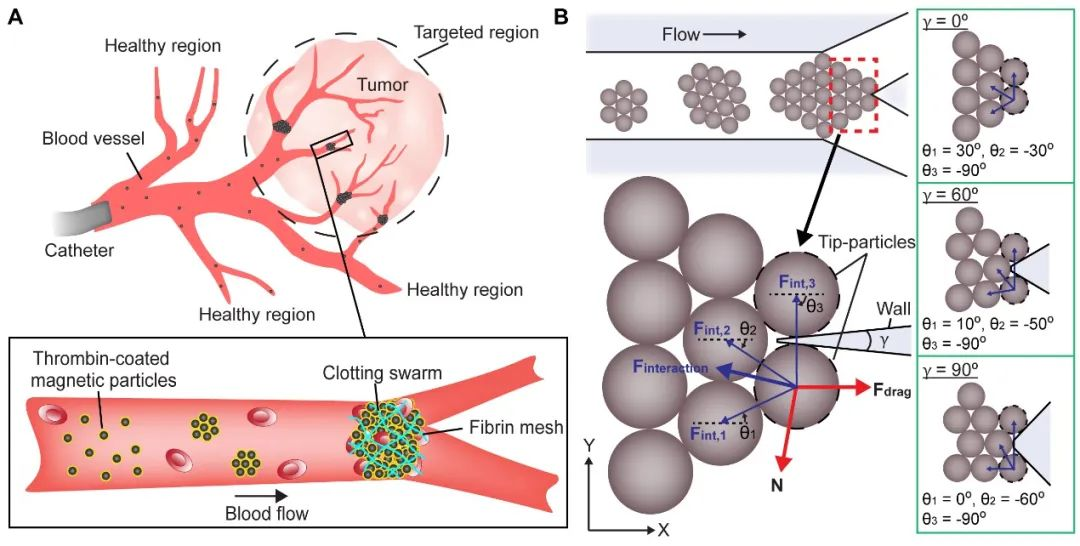 A
Healthy region
Targeted region
Tumor
Blood vessel
Catheter
Healthy region
Healthy region
Thrombin-coated
magnetic particles
Clotting swarm
Fibrin mesh
Blood flow
B
Flow
Tip-particles
Wall
γ
Fint,3
θ3
Fint,2
θ2
Finteraction
Fdrag
Fint,1
θ1
N
Y
X
γ = 0º
θ1 = 30º, θ2 = -30º
θ3 = -90º
γ = 60º
θ1 = 10º, θ2 = -50º
θ3 = -90º
γ = 90º
θ1 = 0º, θ2 = -60º
θ3 = -90º